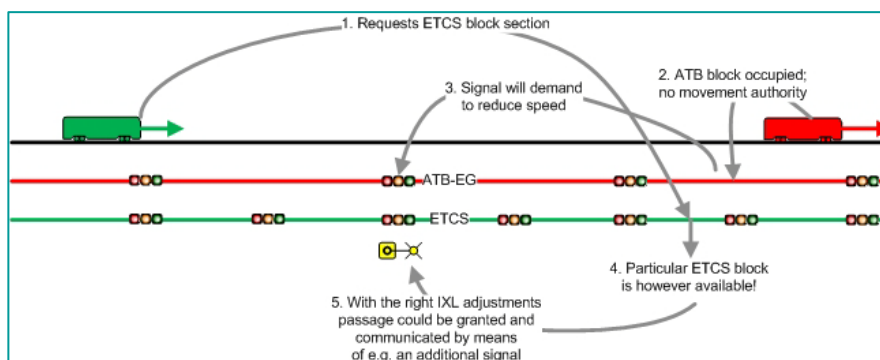 1. Requests ETCS block section
2. ATB block occupied;
no movement authority
3. Signal will demand
to reduce speed
ATB-EG
ETCS
4. Particular ETCS block
is however available!
5. With the right IXL adjustments
passage could be granted and
communicated by means
of e.g. an additional signal